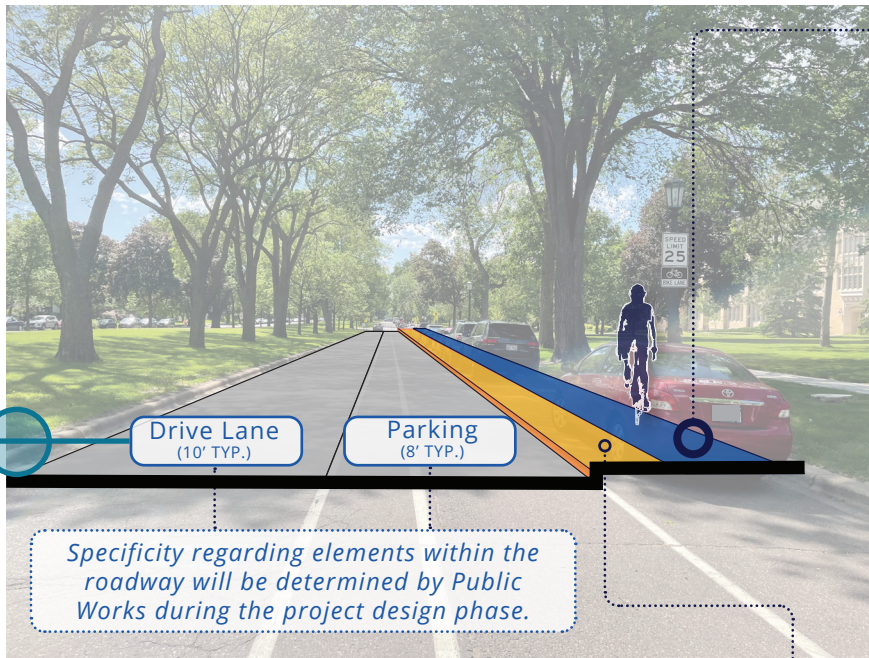 SPEED
LIMIT
25
BIKE LANE
Drive Lane
(10' TYP.)
Parking
(8' TYP.)
Specificity regarding elements within the
roadway will be determined by Public
Works during the project design phase.